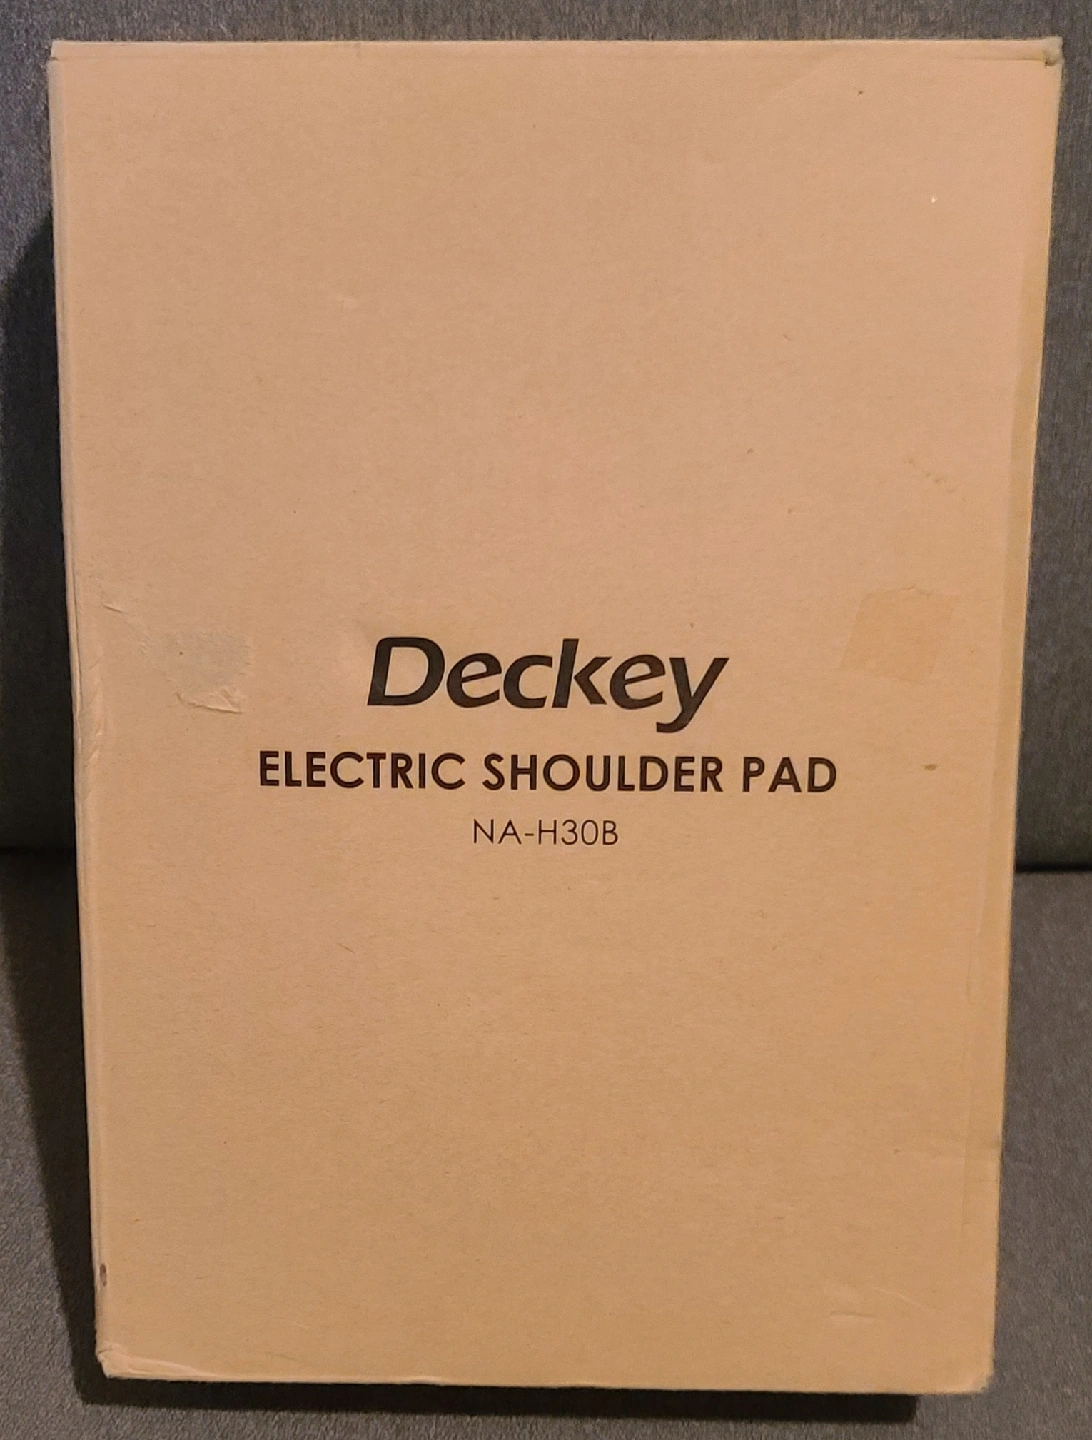 Deckey
ELECTRIC SHOULDER PAD
NA-H30B